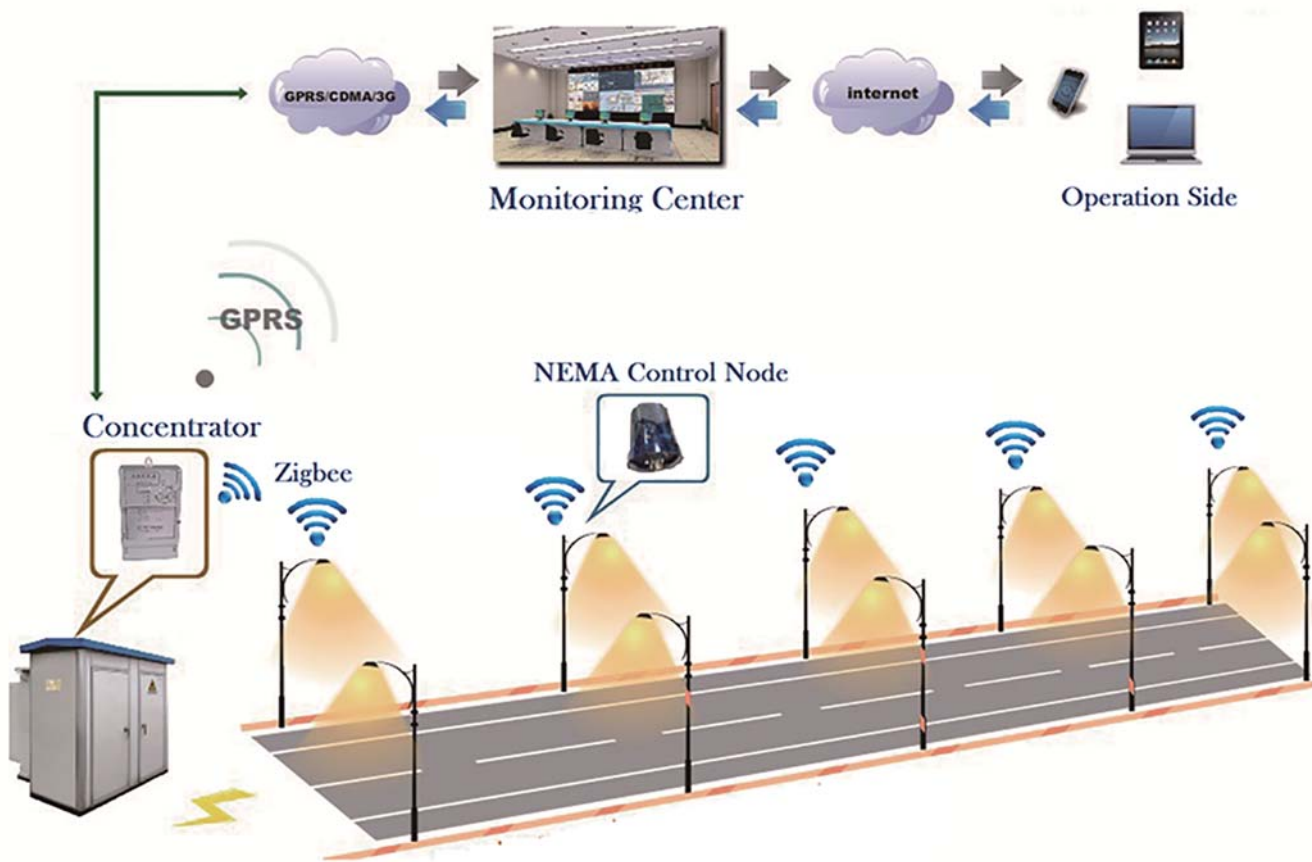 GPRS/CDMA/3G
internet
Monitoring Center
Operation Side
GPRS
NEMA Control Node
Concentrator
Zigbee